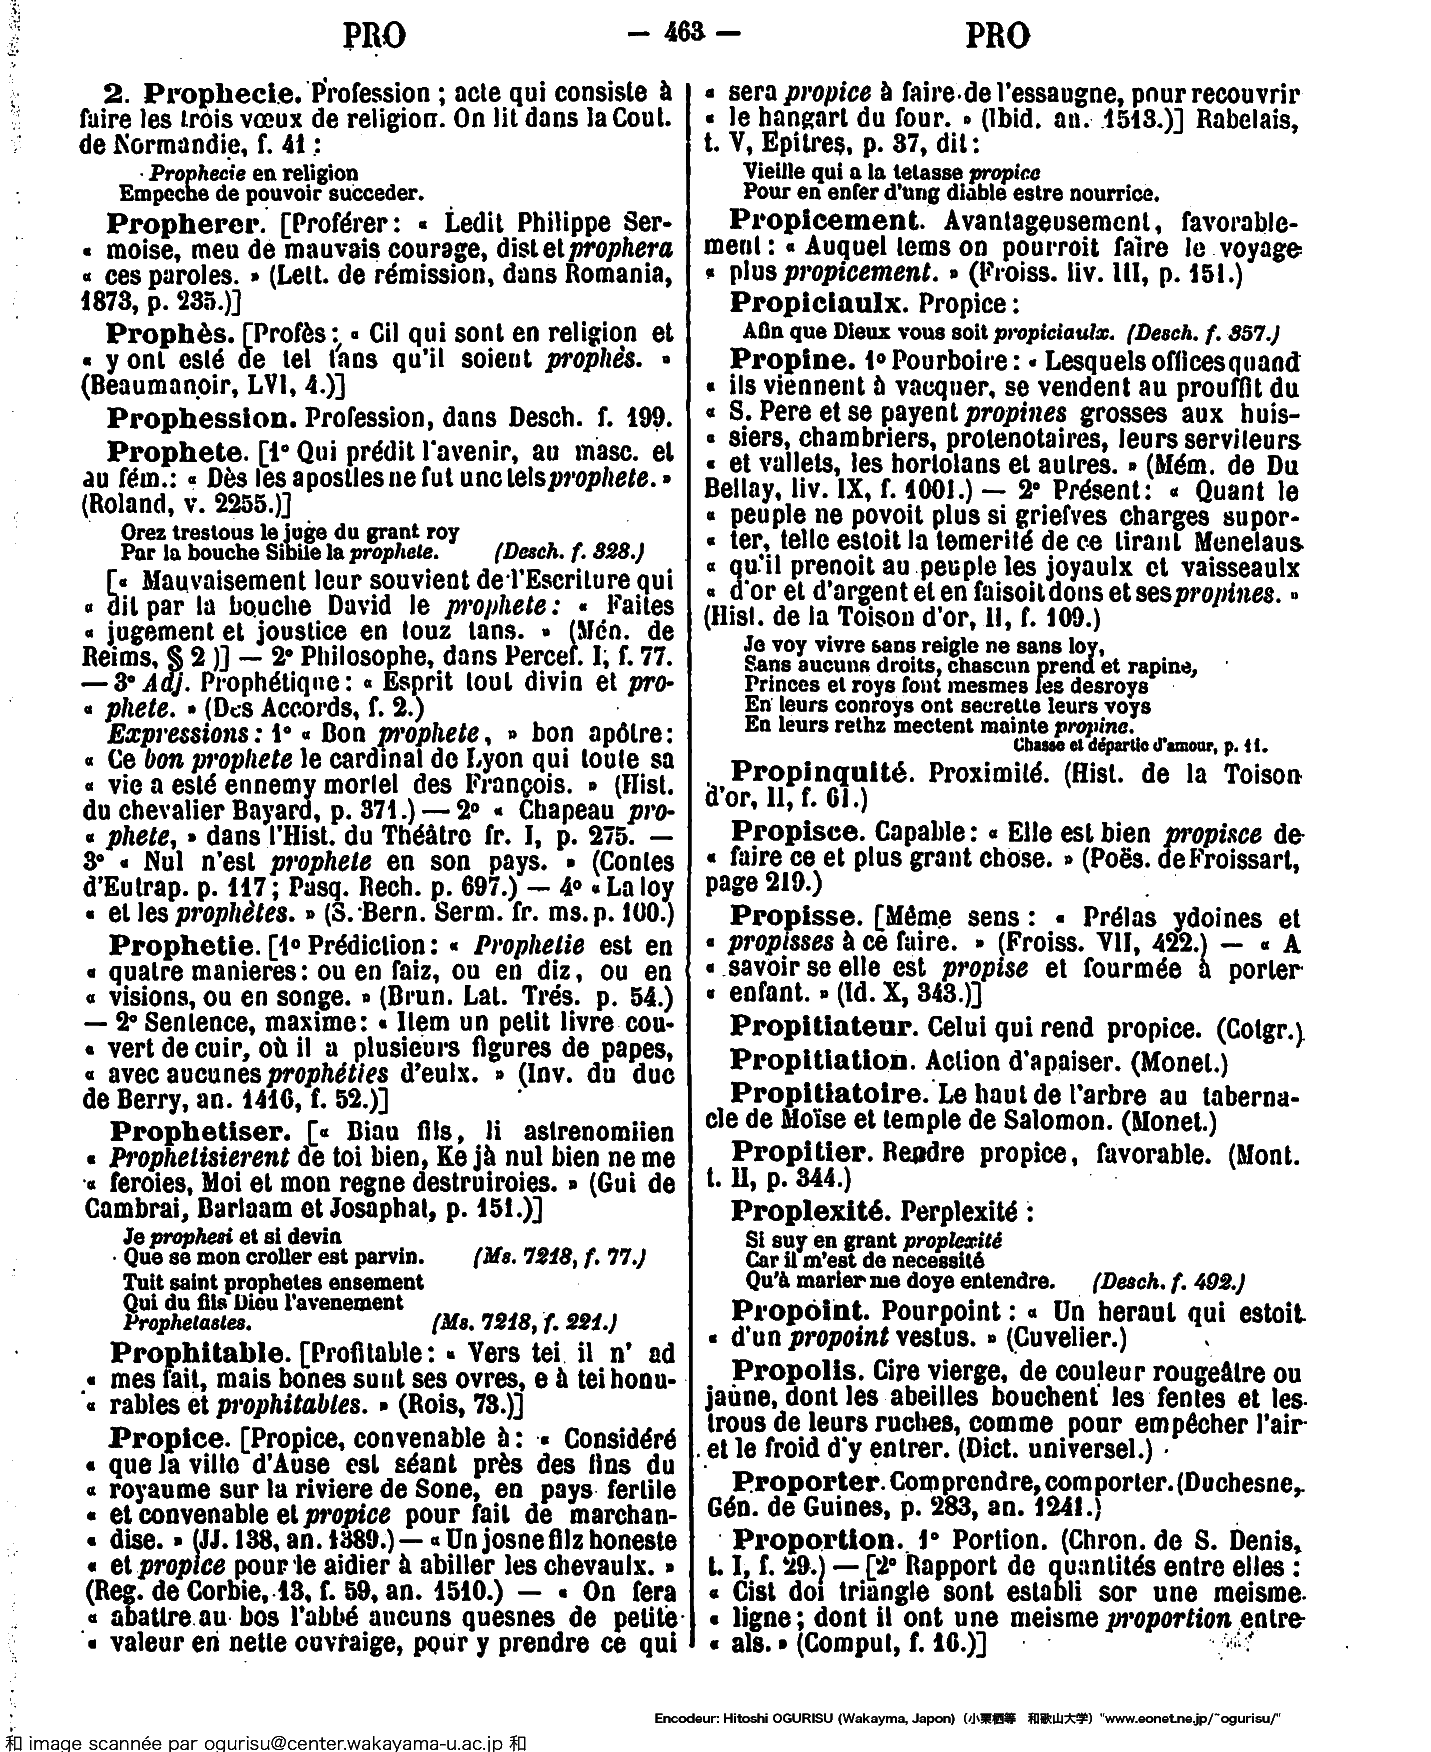 PRO — 463 — PRO
2. Prophecie. Profession ; acte qui consiste à
faire les trois vœux de religion. On lit dans la Cout.
de Normandie, f. 41 :
Prophecie en religion
Empeche de pouvoir succeder.
Propherer. [Proférer : « Ledit Philippe Ser-
« moise, meu de mauvais courage, dist et prophera
« ces paroles. » (Lett. de rémission, dans Romania,
1873, p. 235.)]
Prophès. [Profès : « Cil qui sont en religion et
« y ont esté de tel tans qu'il soient prophès. »
(Beaumanoir, LVI, 4.)]
Prophession. Profession, dans Desch. f. 199.
Prophete. [1° Qui prédit l'avenir, au masc. et
au fém.: « Dès les apostles ne fut unc tels prophete. »
(Roland, v. 2255.)]
Orez trestous le juge du grant roy
Par la bouche Sibile la prophete. (Desch. f. 328.)
[« Mauvaisement leur souvient de l'Escriture qui
« dit par la bouche David le prophete : « Faites
« jugement et joustice en touz tans. » (Mén. de
Reims, § 2 )] — 2° Philosophe, dans Percef. I, f. 77.
— 3° Adj. Prophétique : « Esprit tout divin et pro-
« phete. » (Des Accords, f. 2.)
Expressions : 1° « Bon prophete, » bon apôtre :
« Ce bon prophete le cardinal de Lyon qui toute sa
« vie a esté ennemy mortel des François. » (Hist.
du chevalier Bayard, p. 371.) — 2° « Chapeau pro-
« phete, » dans l'Hist. du Théâtre fr. I, p. 275. —
3° « Nul n'est prophete en son pays. » (Contes
d'Eutrap. p. 117 ; Pasq. Rech. p. 697.) — 4° « La loy
« et les prophètes. » (S. Bern. Serm. fr. ms. p. 100.)
Prophetie. [1° Prédiction : « Prophetie est en
« quatre manieres : ou en faiz, ou en diz, ou en
« visions, ou en songe. » (Brun. Lat. Trés. p. 54.)
— 2° Sentence, maxime : « Item un petit livre cou-
« vert de cuir, où il a plusieurs figures de papes,
« avec aucunes prophéties d'eulx. » (Inv. du duc
de Berry, an. 1416, f. 52.)]
Prophetiser. [« Biau fils, li astrenomiien
« Prophetisierent de toi bien, Ke jà nul bien ne me
« feroies, Moi et mon regne destruiroies. » (Gui de
Cambrai, Barlaam et Josaphat, p. 151.)]
Je prophesi et si devin
Que se mon croller est parvin. (Ms. 7218, f. 77.)
Tuit saint prophetes ensement
Qui du fils Dieu l'avenement
Prophetastes. (Ms. 7218, f. 221.)
Prophitable. [Profitable : « Vers tei il n' ad
« mes fait, mais bones sunt ses ovres, e à tei honu-
« rables et prophitables. » (Rois, 73.)]
Propice. [Propice, convenable à : « Considéré
« que la ville d'Ause est séant près des fins du
« royaume sur la riviere de Sone, en pays fertile
« et convenable et propice pour fait de marchan-
« dise. » (JJ. 138, an. 1389.) — « Un josne filz honeste
« et propice pour le aidier à abiller les chevaulx. »
(Reg. de Corbie, 13, f. 59, an. 1510.) — « On fera
« abattre au bos l'abbé aucuns quesnes de petite
« valeur en nette ouvraige, pour y prendre ce qui
« sera propice à faire de l'essaugne, pour recouvrir
« le hangart du four. » (Ibid. an. 1513.)] Rabelais,
t. V, Epitres, p. 37, dit :
Vieille qui a la tetasse propice
Pour en enfer d'ung diable estre nourrice.
Propicement. Avantageusement, favorable-
ment : « Auquel tems on pourroit faire le voyage
« plus propicement. » (Froiss. liv. III, p. 151.)
Propiciaulx. Propice :
Afin que Dieux vous soit propiciaulx. (Desch. f. 357.)
Propine. 1° Pourboire : « Lesquels offices quand
« ils viennent à vacquer, se vendent au prouffit du
« S. Pere et se payent propines grosses aux huis-
« siers, chambriers, protenotaires, leurs serviteurs
« et vallets, les hortolans et autres. » (Mém. de Du
Bellay, liv. IX, f. 1001.) — 2° Présent : « Quant le
« peuple ne povoit plus si griefves charges supor-
« ter, telle estoit la temerité de ce tirant Menelaus
« qu'il prenoit au peuple les joyaulx et vaisseaulx
« d'or et d'argent et en faisoit dons et ses propines. »
(Hist. de la Toison d'or, II, f. 109.)
Je voy vivre sans reigle ne sans loy,
Sans aucuns droits, chascun prend et rapine,
Princes et roys font mesmes les desroys
En leurs conroys ont secrette leurs voys
En leurs rethz mectent mainte propine.
Chasse et départie d'amour, p. 11.
Propinquité. Proximité. (Hist. de la Toison
d'or, II, f. 61.)
Propisce. Capable : « Elle est bien propisce de
« faire ce et plus grant chose. » (Poës. de Froissart,
page 219.)
Propisse. [Même sens : « Prélas ydoines et
« propisses à ce faire. » (Froiss. VII, 422.) — « A
« savoir se elle est propise et fourmée à porter
« enfant. » (Id. X, 343.)]
Propitiateur. Celui qui rend propice. (Cotgr.)
Propitiation. Action d'apaiser. (Monet.)
Propitiatoire. Le haut de l'arbre au taberna-
cle de Moïse et temple de Salomon. (Monet.)
Propitier. Rendre propice, favorable. (Mont.
t. II, p. 344.)
Proplexité. Perplexité :
Si suy en grant proplexité
Car il m'est de necessité
Qu'à marier me doye entendre. (Desch. f. 492.)
Propoint. Pourpoint : « Un heraut qui estoit
« d'un propoint vestus. » (Cuvelier.)
Propolis. Cire vierge, de couleur rougeâtre ou
jaune, dont les abeilles bouchent les fentes et les
trous de leurs ruches, comme pour empêcher l'air
et le froid d'y entrer. (Dict. universel.)
Proporter. Comprendre, comporter. (Duchesne,
Gén. de Guines, p. 283, an. 1241.)
Proportion. 1° Portion. (Chron. de S. Denis,
t. I, f. 29.) — [2° Rapport de quantités entre elles :
« Cist doi triangle sont establi sor une meisme
« ligne ; dont il ont une meisme proportion entre
« als. » (Comput, f. 16.)]
Encodeur: Hitoshi OGURISU (Wakayma, Japon) (小栗栖等 和歌山大学) "www.eonet.ne.jp/~ogurisu/"
和 image scannée par ogurisu@center.wakayama-u.ac.jp 和